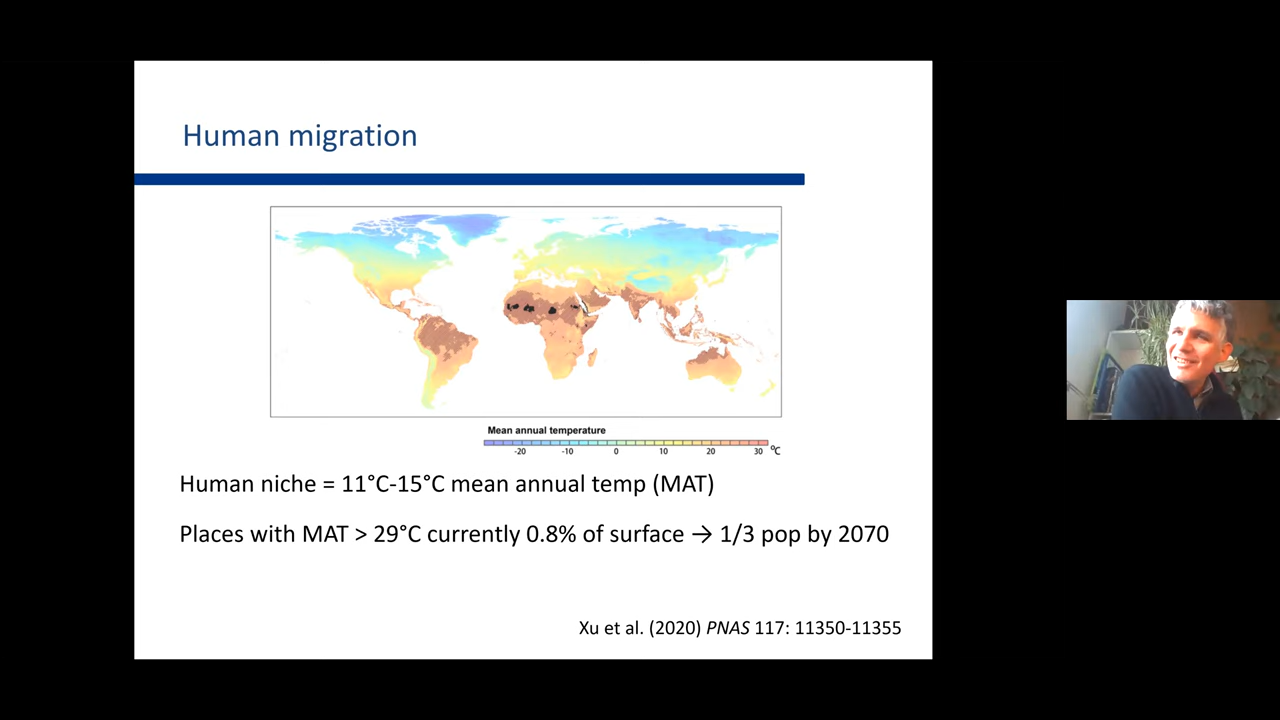 Human migration
Mean annual temperature
-20 -10 0 10 20 30 °C
Human niche = 11°C-15°C mean annual temp (MAT)
Places with MAT > 29°C currently 0.8% of surface → 1/3 pop by 2070
Xu et al. (2020) PNAS 117: 11350-11355